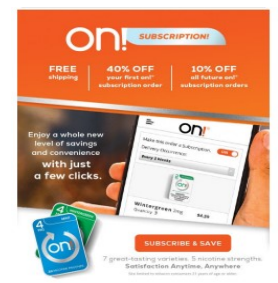 on! SUBSCRIPTION!
FREE
shipping
40% OFF
your first on!®
subscription order
10% OFF
all future on!®
subscription orders
Enjoy a whole new
level of savings
and convenience
with just
a few clicks.
on!
Make this order a subscription.
Delivery Occurrence:
Every 2 Weeks
Wintergreen 2mg
4
4
on!
SUBSCRIBE & SAVE
7 great-tasting varieties. 5 nicotine strengths.
Satisfaction Anytime, Anywhere.